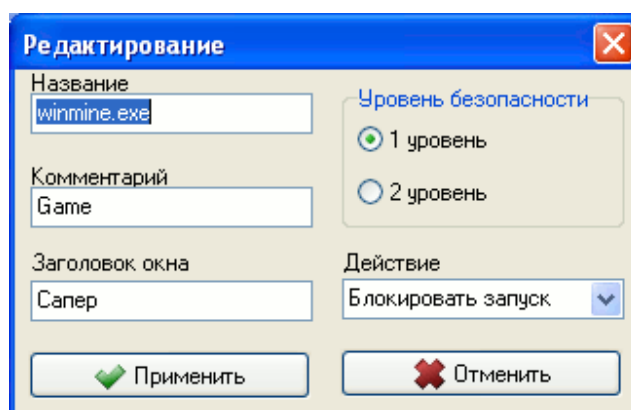 Редактирование
Название
winmine.exe
Комментарий
Game
Заголовок окна
Сапер
Уровень безопасности
1 уровень
2 уровень
Действие
Блокировать запуск
Применить
Отменить